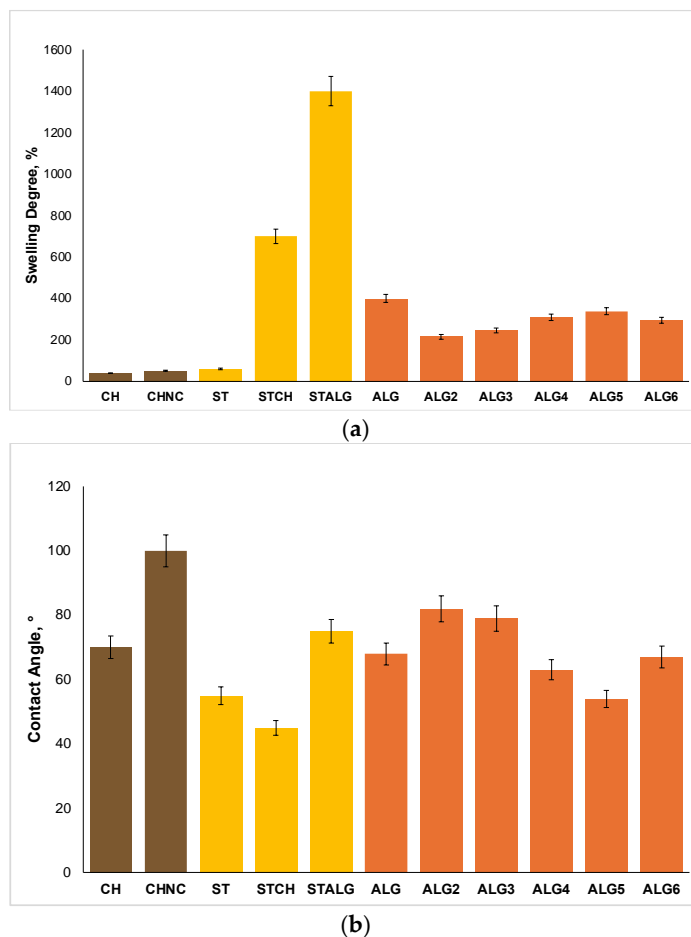 1600
1400
1200
1000
800
600
400
200
0
Swelling Degree, %
CH CHNC ST STCH STALG ALG ALG2 ALG3 ALG4 ALG5 ALG6
(a)
120
100
80
60
40
20
0
Contact Angle, °
CH CHNC ST STCH STALG ALG ALG2 ALG3 ALG4 ALG5 ALG6
(b)